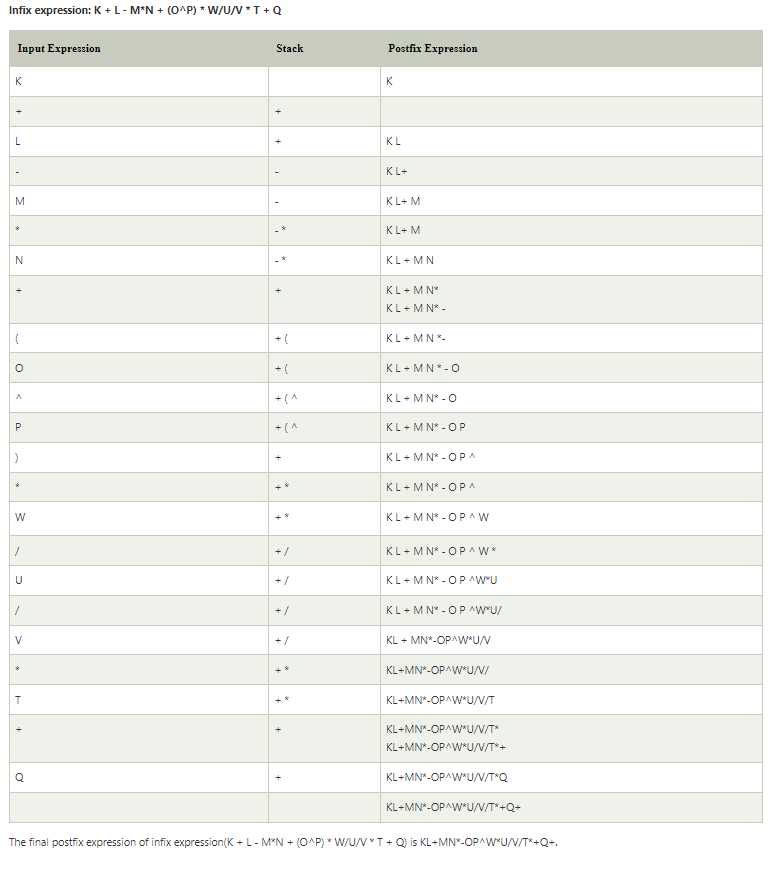 Infix expression: K + L - M*N + (O^P) * W/U/V * T + Q
Input Expression Stack Postfix Expression
K K
+ +
L + K L
- - K L+
M - K L+ M
* - * K L+ M
N - * K L + M N
+ + K L + M N*
K L + M N* -
( + ( K L + M N *-
O + ( K L + M N * - O
^ + ( ^ K L + M N* - O
P + ( ^ K L + M N* - O P
) + K L + M N* - O P ^
* + * K L + M N* - O P ^
W + * K L + M N* - O P ^ W
/ + / K L + M N* - O P ^ W *
U + / K L + M N* - O P ^W*U
/ + / K L + M N* - O P ^W*U/
V + / KL + MN*-OP^W*U/V
* + * KL+MN*-OP^W*U/V/
T + * KL+MN*-OP^W*U/V/T
+ + KL+MN*-OP^W*U/V/T*
KL+MN*-OP^W*U/V/T*+
Q + KL+MN*-OP^W*U/V/T*Q
KL+MN*-OP^W*U/V/T*+Q+
The final postfix expression of infix expression(K + L - M*N + (O^P) * W/U/V * T + Q) is KL+MN*-OP^W*U/V/T*+Q+.